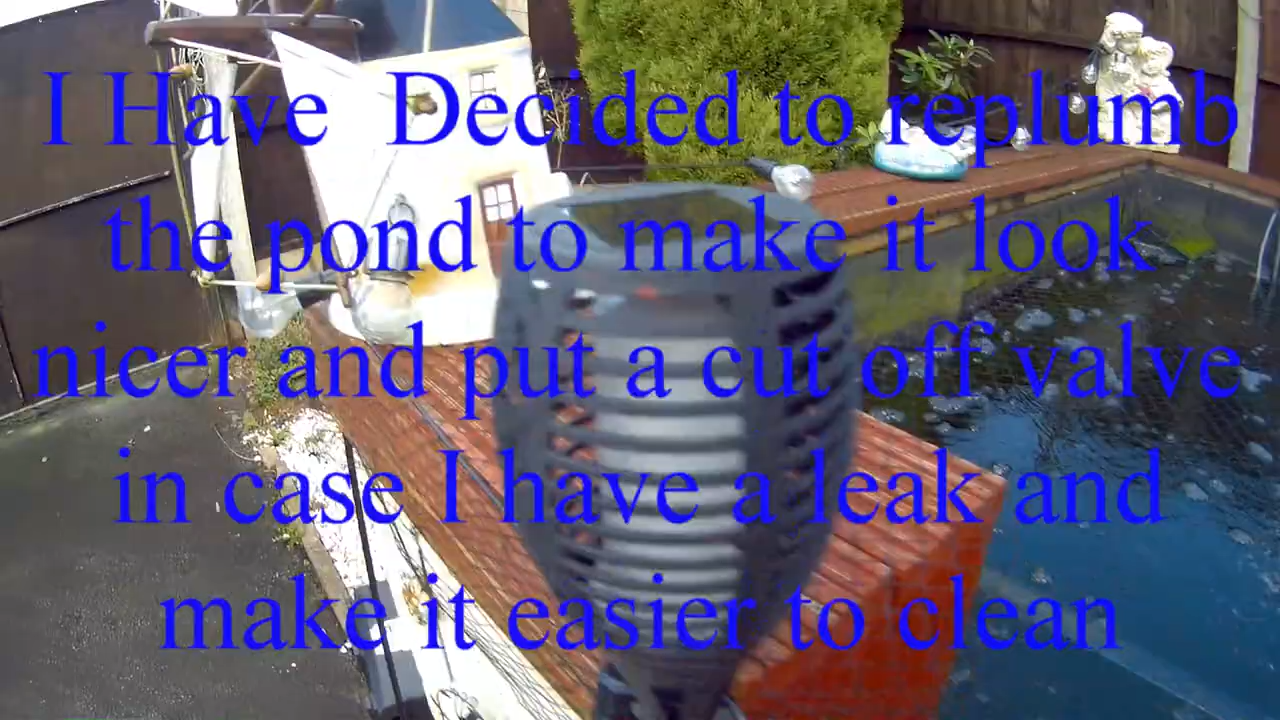 I Have Decided to replumb
the pond to make it look
nicer and put a cut off valve
in case I have a leak and
make it easier to clean